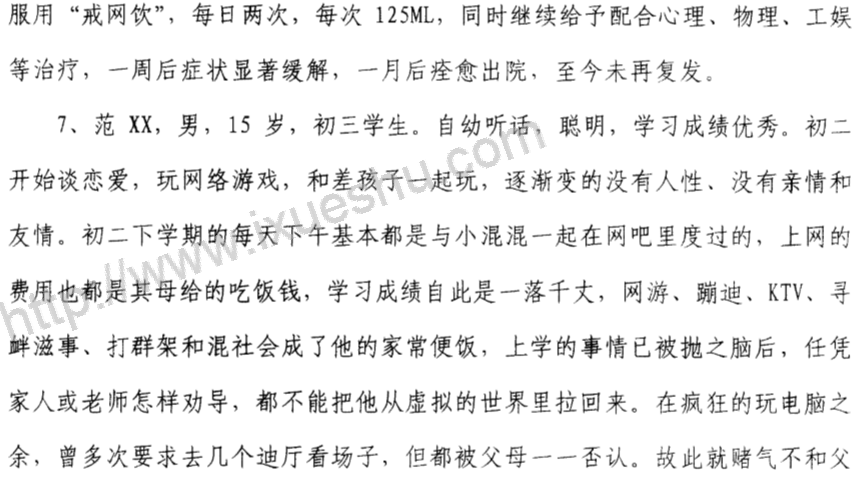 服用“戒网饮”，每日两次，每次 125ML，同时继续给予配合心理、物理、工娱
等治疗，一周后症状显著缓解，一月后痊愈出院，至今未再复发。
7、范 XX，男，15 岁，初三学生。自幼听话，聪明，学习成绩优秀。初二
开始谈恋爱，玩网络游戏，和差孩子一起玩，逐渐变的没有人性、没有亲情和
友情。初二下学期的每天下午基本都是与小混混一起在网吧里度过的，上网的
费用也都是其母给的吃饭钱，学习成绩自此是一落千丈，网游、蹦迪、KTV、寻
衅滋事、打群架和混社会成了他的家常便饭，上学的事情已被抛之脑后，任凭
家人或老师怎样劝导，都不能把他从虚拟的世界里拉回来。在疯狂的玩电脑之
余，曾多次要求去几个迪厅看场子，但都被父母一一否认。故此就赌气不和父
http://www.ixueshu.com